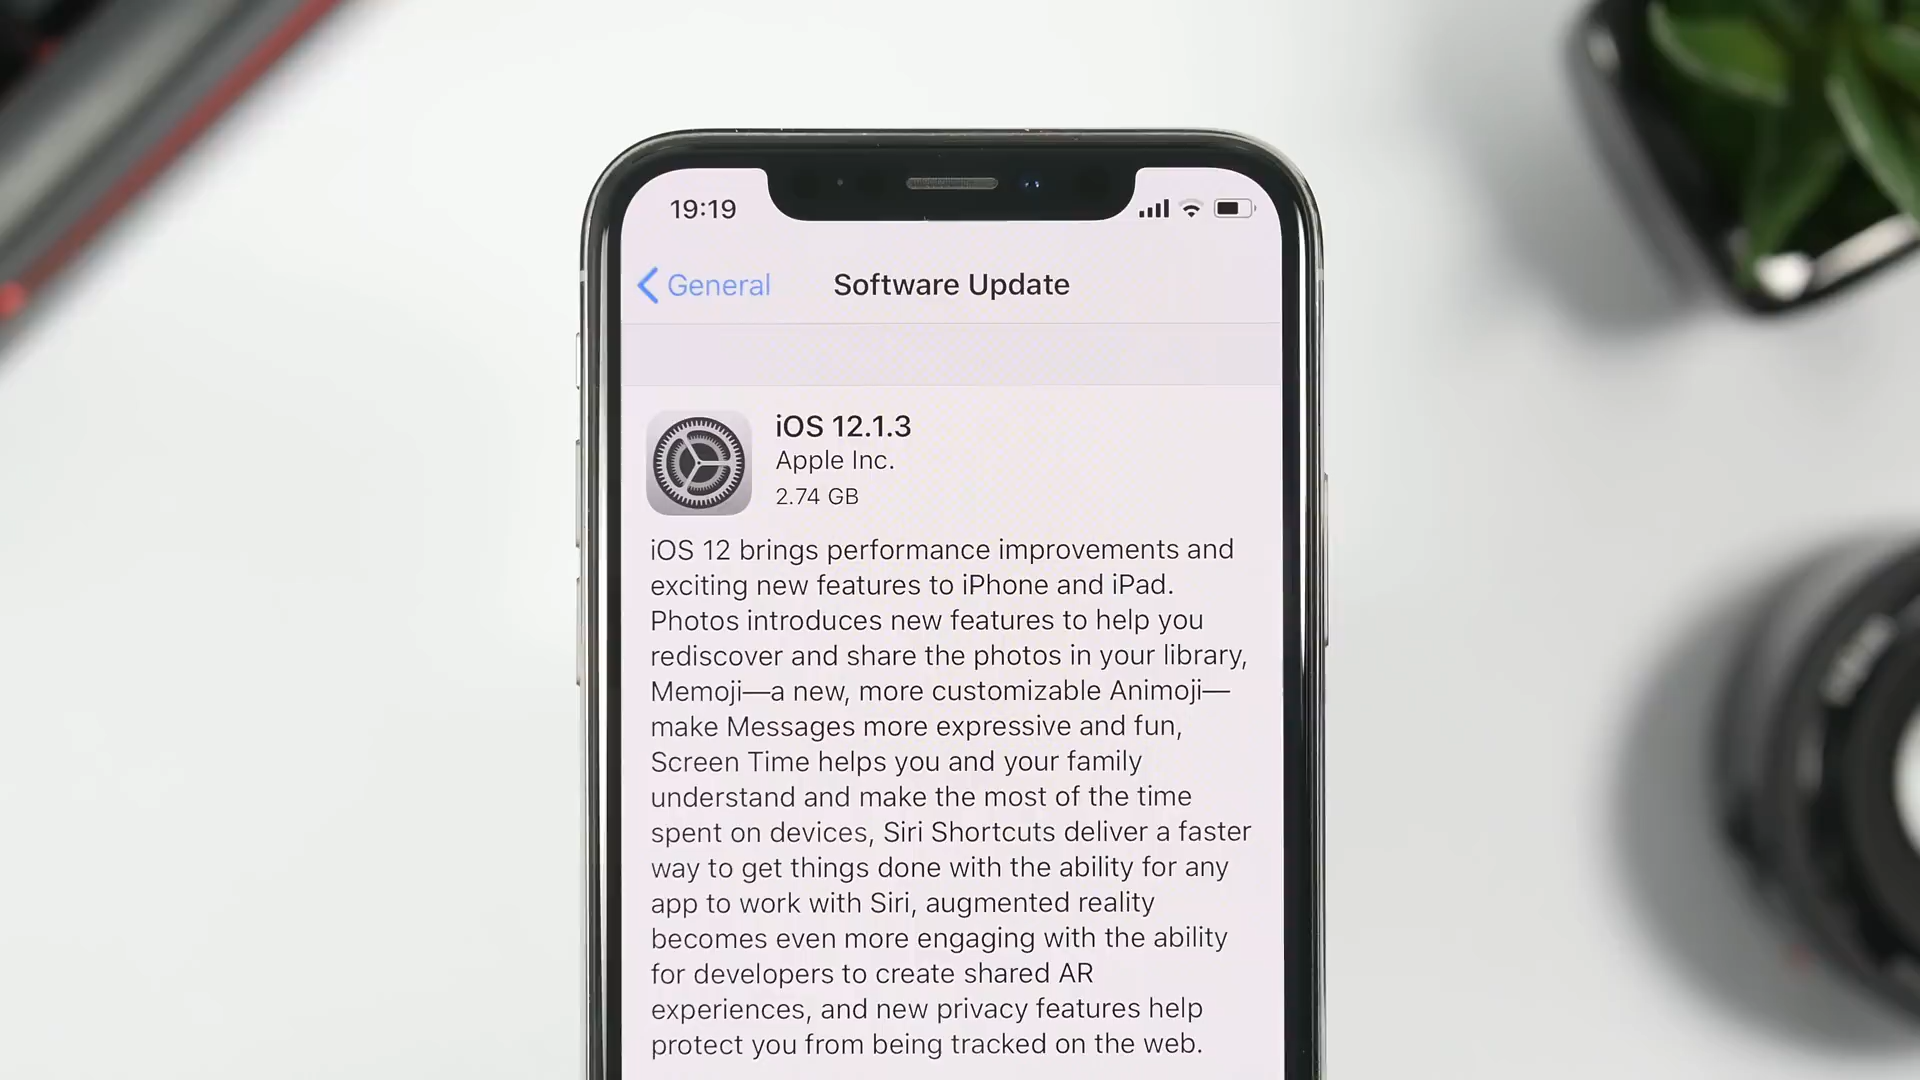 19:19
General
Software Update
iOS 12.1.3
Apple Inc.
2.74 GB
iOS 12 brings performance improvements and
exciting new features to iPhone and iPad.
Photos introduces new features to help you
rediscover and share the photos in your library,
Memoji—a new, more customizable Animoji—
make Messages more expressive and fun,
Screen Time helps you and your family
understand and make the most of the time
spent on devices, Siri Shortcuts deliver a faster
way to get things done with the ability for any
app to work with Siri, augmented reality
becomes even more engaging with the ability
for developers to create shared AR
experiences, and new privacy features help
protect you from being tracked on the web.